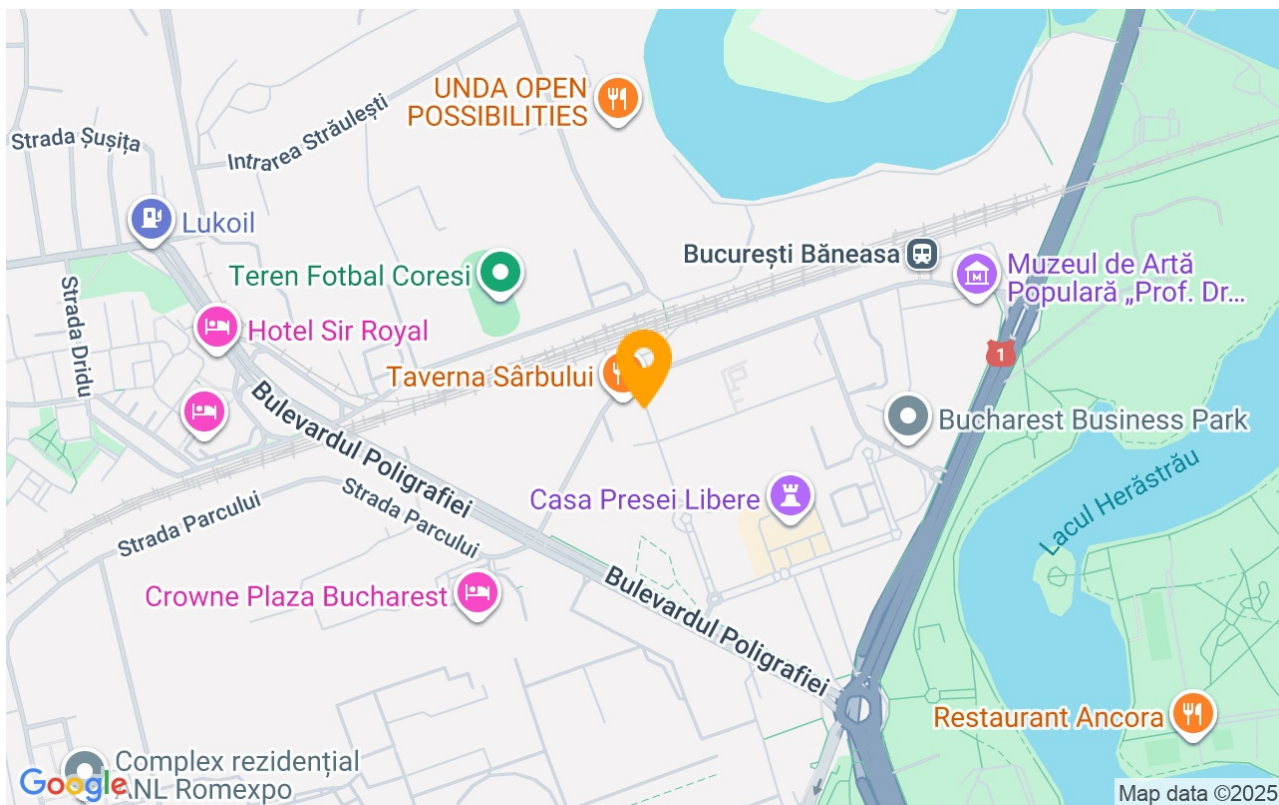 UNDA OPEN
POSSIBILITIES
Strada Șușița
Intrarea Străulești
Lukoil
București Băneasa
Muzeul de Artă
Populară „Prof. Dr...
Teren Fotbal Coresi
Strada Dridu
Hotel Sir Royal
1
Taverna Sârbului
Bulevardul Poligrafiei
Bucharest Business Park
Casa Presei Libere
Lacul Herăstrău
Strada Parcului
Strada Parcului
Crowne Plaza Bucharest
Bulevardul Poligrafiei
Restaurant Ancora
Complex rezidențial
ANL Romexpo
Google
Map data ©2025